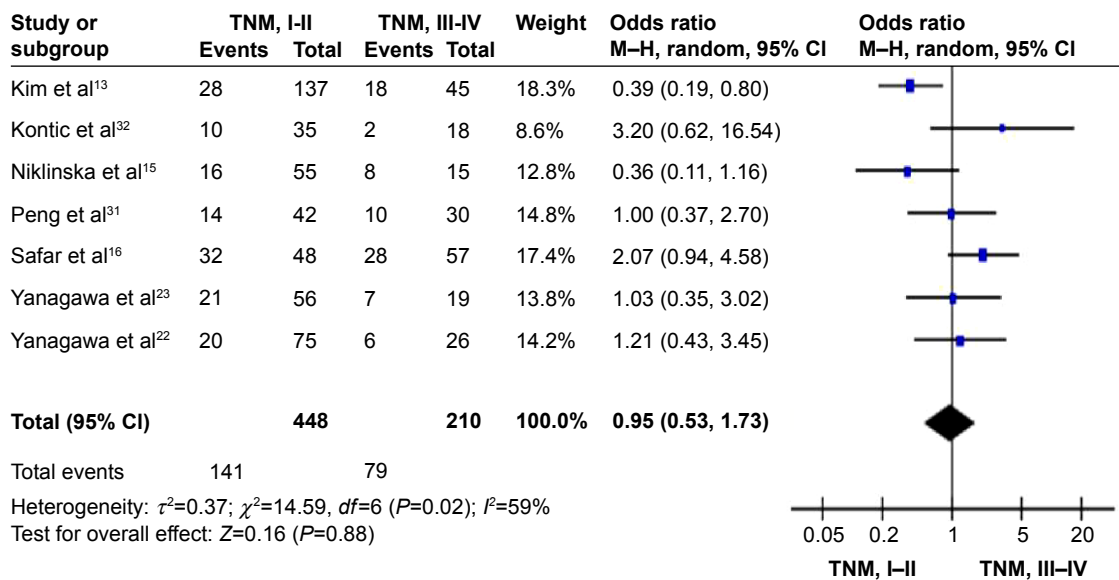 Study or subgroup TNM, I-II TNM, III-IV Weight Odds ratio Odds ratio
Events Total Events Total M–H, random, 95% CI M–H, random, 95% CI
Kim et al¹³ 28 137 18 45 18.3% 0.39 (0.19, 0.80)
Kontic et al³² 10 35 2 18 8.6% 3.20 (0.62, 16.54)
Niklinska et al¹⁵ 16 55 8 15 12.8% 0.36 (0.11, 1.16)
Peng et al³¹ 14 42 10 30 14.8% 1.00 (0.37, 2.70)
Safar et al¹⁶ 32 48 28 57 17.4% 2.07 (0.94, 4.58)
Yanagawa et al²³ 21 56 7 19 13.8% 1.03 (0.35, 3.02)
Yanagawa et al²² 20 75 6 26 14.2% 1.21 (0.43, 3.45)
Total (95% CI) 448 210 100.0% 0.95 (0.53, 1.73)
Total events 141 79
Heterogeneity: τ²=0.37; χ²=14.59, df=6 (P=0.02); I²=59%
Test for overall effect: Z=0.16 (P=0.88)
0.05 0.2 1 5 20
TNM, I–II TNM, III–IV